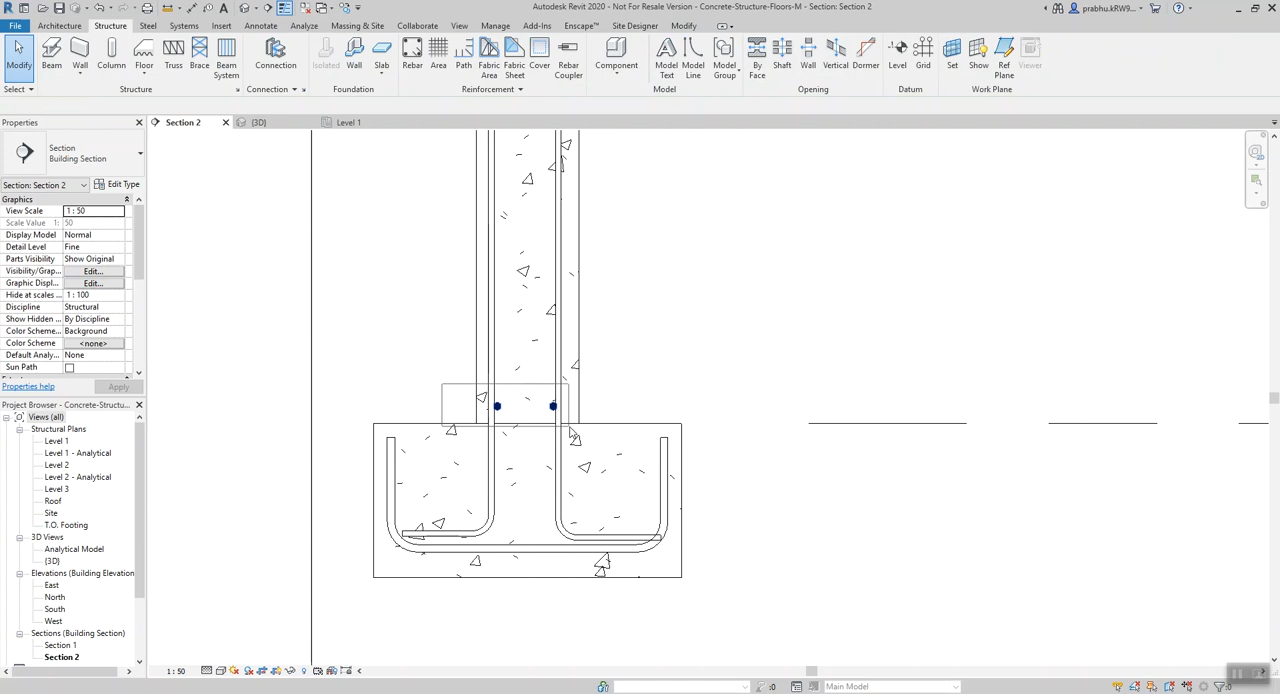 Autodesk Revit 2020 - Not For Resale Version - Concrete-Structure-Floors-M - Section: Section 2
prabhu.kRW9...
File Architecture Structure Steel Systems Insert Annotate Analyze Massing & Site Collaborate View Manage Add-Ins Enscape™ Site Designer Modify
Modify Beam Wall Column Floor Truss Brace Beam System Connection Isolated Wall Slab Rebar Area Path Fabric Area Fabric Sheet Cover Rebar Coupler Component Model Text Model Line Model Group By Face Shaft Wall Vertical Dormer Level Grid Set Show Ref Plane Viewer
Select Structure Connection Foundation Reinforcement Model Opening Datum Work Plane
Properties
Section 2 {3D} Level 1
Section
Building Section
Section: Section 2 Edit Type
Graphics
View Scale 1 : 50
Scale Value 1: 50
Display Model Normal
Detail Level Fine
Parts Visibility Show Original
Visibility/Grap... Edit...
Graphic Displ... Edit...
Hide at scales ... 1 : 100
Discipline Structural
Show Hidden ... By Discipline
Color Scheme... Background
Color Scheme <none>
Default Analy... None
Sun Path
Properties help Apply
Project Browser - Concrete-Structu...
Views (all)
Structural Plans
Level 1
Level 1 - Analytical
Level 2
Level 2 - Analytical
Level 3
Roof
Site
T.O. Footing
3D Views
Analytical Model
{3D}
Elevations (Building Elevation
East
North
South
West
Sections (Building Section)
Section 1
Section 2
1 : 50
:0 Main Model :0